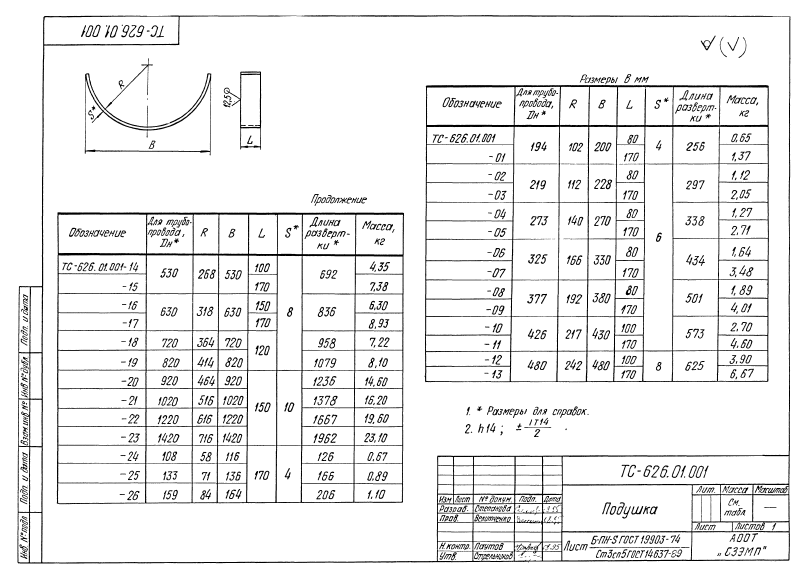 ТС-626.01.001
R
S*
B
12,5
L
Размеры в мм
Обозначение Для трубопровода, Dн* R B L S* Длина развертки* Масса, кг
ТС-626.01.001 194 102 200 80 4 256 0,65
-01 170 1,37
-02 219 112 228 80 6 297 1,12
-03 170 2,05
-04 273 140 270 80 338 1,27
-05 170 2,71
-06 325 166 330 80 434 1,64
-07 170 3,48
-08 377 192 380 80 501 1,89
-09 170 4,01
-10 426 217 430 100 573 2,70
-11 170 4,60
-12 480 242 480 100 8 625 3,90
-13 170 6,67
Продолжение
Обозначение Для трубопровода, Dн* R B L S* Длина развертки* Масса, кг
ТС-626.01.001-14 530 268 530 100 8 692 4,35
-15 170 7,38
-16 630 318 630 150 836 6,30
-17 170 8,93
-18 720 364 720 120 958 7,22
-19 820 414 820 1079 8,10
-20 920 464 920 150 10 1236 14,60
-21 1020 516 1020 1378 16,20
-22 1220 616 1220 1667 19,60
-23 1420 716 1420 1962 23,10
-24 108 58 116 170 4 126 0,67
-25 133 71 136 166 0,89
-26 159 84 164 206 1,10
1. * Размеры для справок.
2. h14; ± IT14/2.
Подп. и дата
Инв № дубл.
Взам инв №
Подп. и дата
Инв № подл
ТС-626.01.001
Изм Лист № докум. Подп. Дата
Разраб. Степанова
Пров. Величенко
Н.контр. Паутов
Утв. Стрельников
Подушка
Лит. Масса Масштаб
См. табл. —
Лист Листов 1
Лист Б-ПН-S ГОСТ 19903-74
Ст3сп5 ГОСТ 14637-89
АООТ
„СЗЭМП"